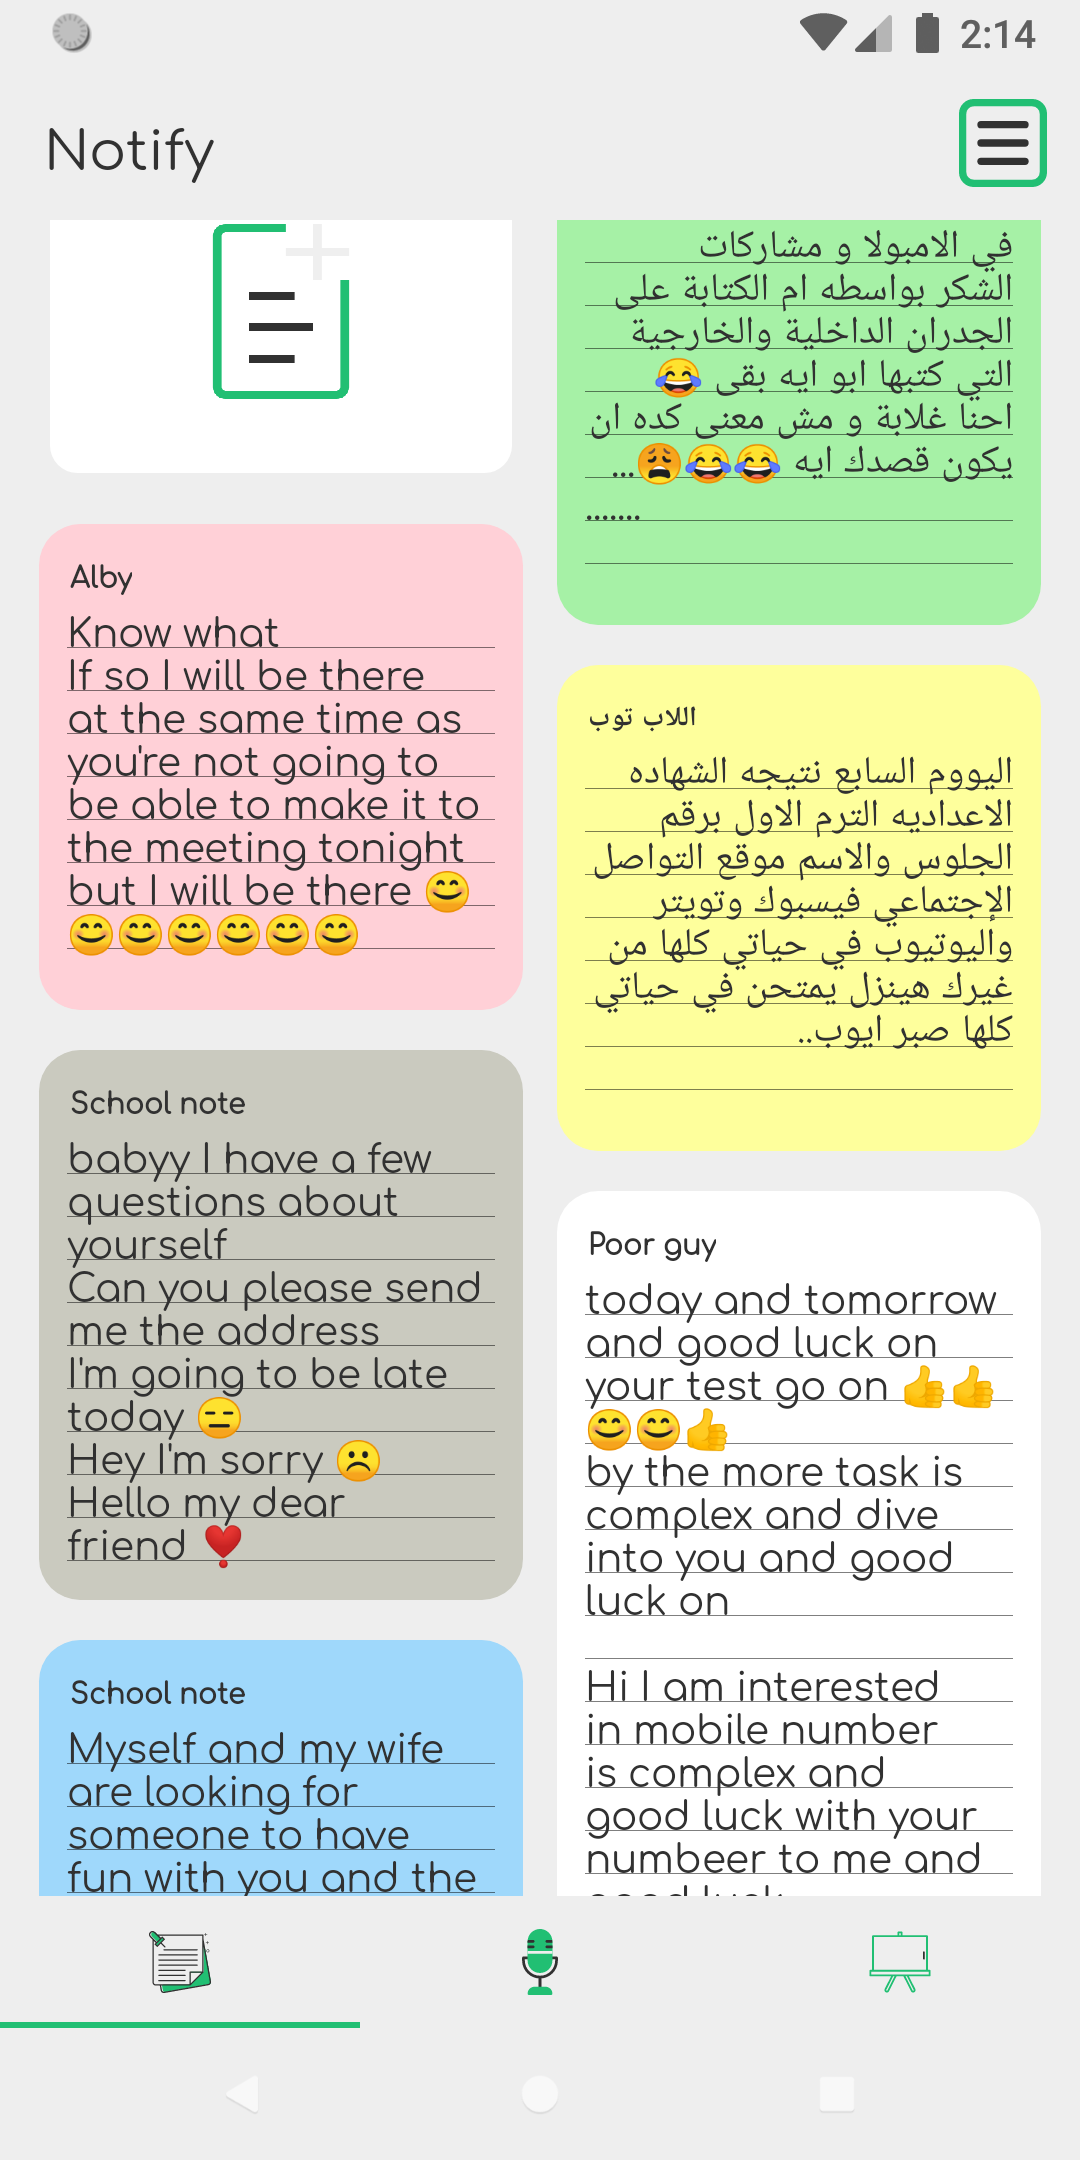 2:14
Notify
في الامبولا و مشاركات
الشكر بواسطه ام الكتابة على
الجدران الداخلية والخارجية
التي كتبها ابو ايه بقى 😂
احنا غلابة و مش معنى كده ان
يكون قصدك ايه 😂😂😩...
.......
Alby
Know what
If so I will be there
at the same time as
you're not going to
be able to make it to
the meeting tonight
but I will be there 😊
😊😊😊😊😊😊
اللاب توب
اليووم السابع نتيجه الشهاده
الاعداديه الترم الاول برقم
الجلوس والاسم موقع التواصل
الإجتماعي فيسبوك وتويتر
واليوتيوب في حياتي كلها من
غيرك هينزل يمتحن في حياتي
كلها صبر ايوب..
School note
babyy I have a few
questions about
yourself
Can you please send
me the address
I'm going to be late
today 😑
Hey I'm sorry ☹️
Hello my dear
friend ❣️
Poor guy
today and tomorrow
and good luck on
your test go on 👍👍
😊😊👍
by the more task is
complex and dive
into you and good
luck on
Hi I am interested
in mobile number
is complex and
good luck with your
numbeer to me and
good luck
School note
Myself and my wife
are looking for
someone to have
fun with you and the